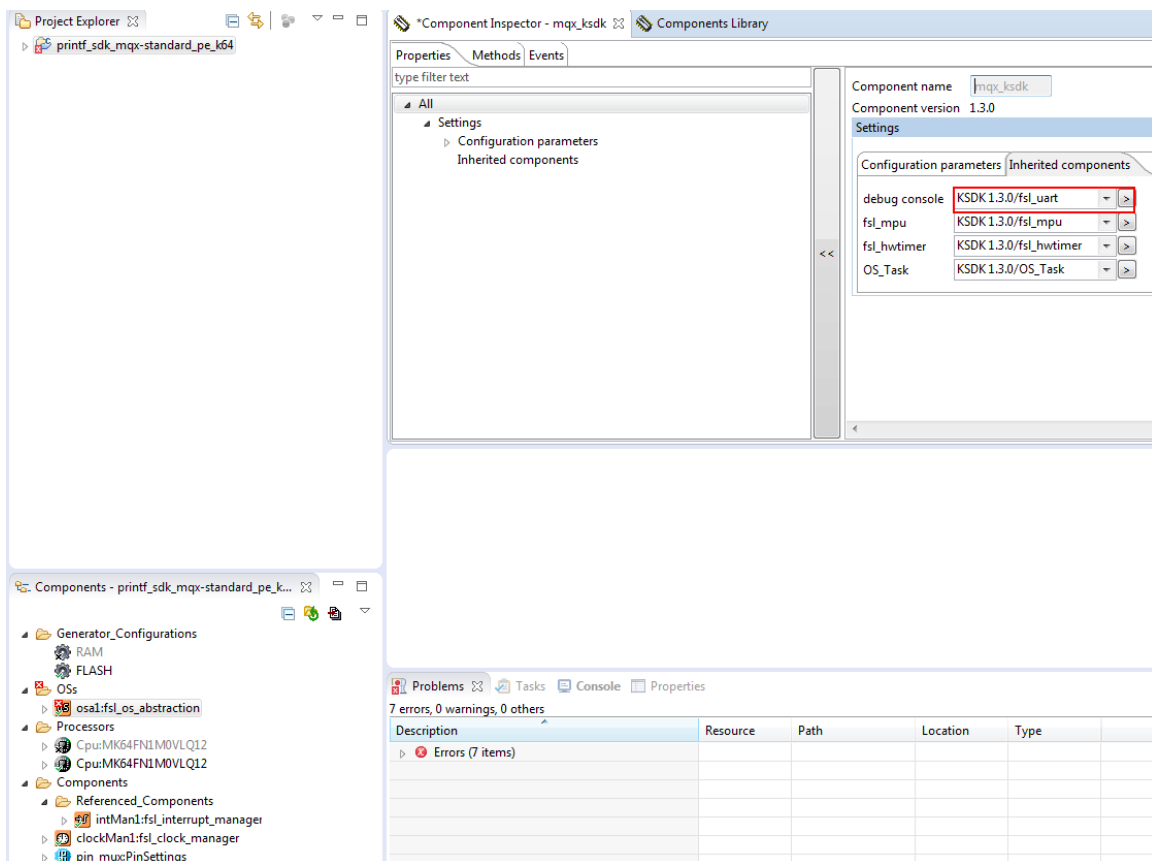 Project Explorer
printf_sdk_mqx-standard_pe_k64
*Component Inspector - mqx_ksdk
Components Library
Properties Methods Events
type filter text
All
Settings
Configuration parameters
Inherited components
<<
Component name mqx_ksdk
Component version 1.3.0
Settings
Configuration parameters Inherited components
debug console KSDK 1.3.0/fsl_uart >
fsl_mpu KSDK 1.3.0/fsl_mpu >
fsl_hwtimer KSDK 1.3.0/fsl_hwtimer >
OS_Task KSDK 1.3.0/OS_Task >
Components - printf_sdk_mqx-standard_pe_k...
Generator_Configurations
RAM
FLASH
OSs
osa1:fsl_os_abstraction
Processors
Cpu:MK64FN1M0VLQ12
Cpu:MK64FN1M0VLQ12
Components
Referenced_Components
intMan1:fsl_interrupt_manager
clockMan1:fsl_clock_manager
pin_mux:PinSettings
Problems Tasks Console Properties
7 errors, 0 warnings, 0 others
Description Resource Path Location Type
Errors (7 items)